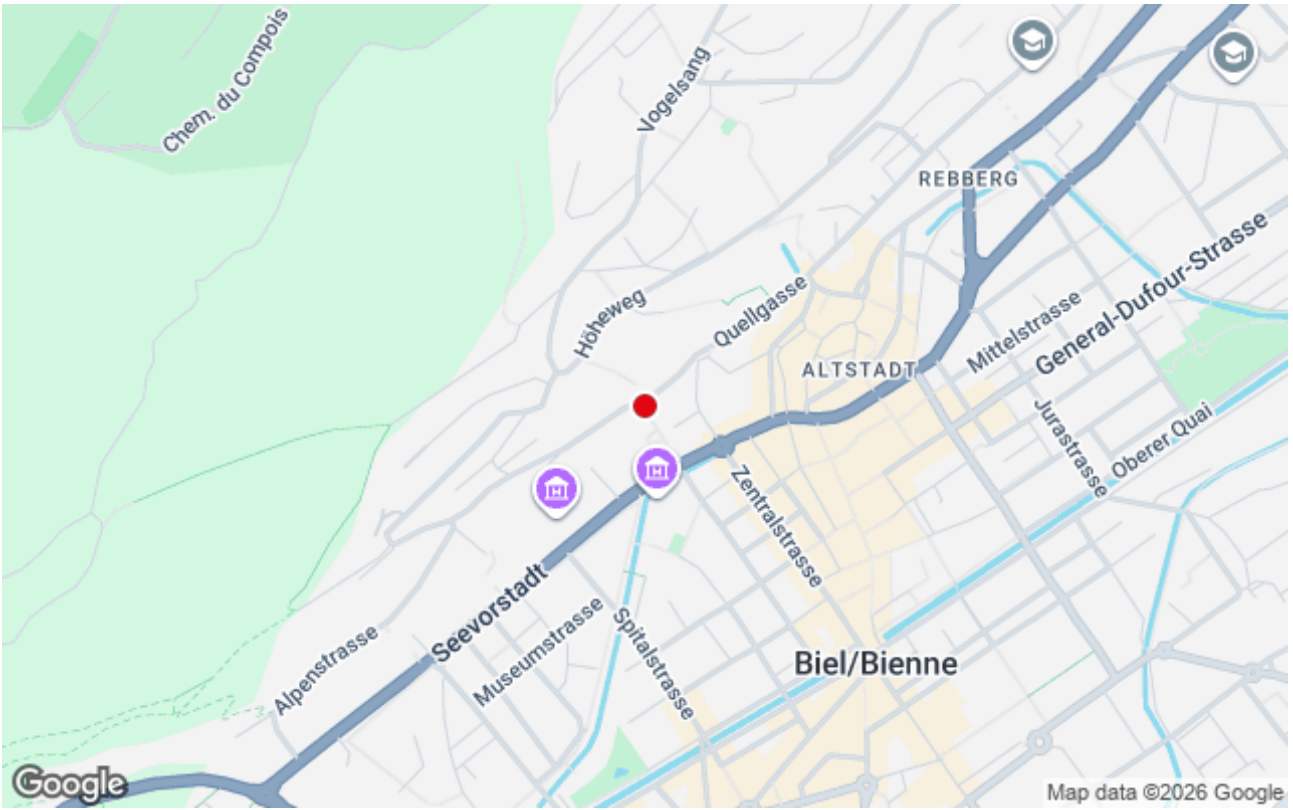 Chem. du Compois
Vogelsang
REBBERG
General-Dufour-Strasse
Höheweg
Quellgasse
Mittelstrasse
ALTSTADT
Jurastrasse
Oberer Quai
Zentralstrasse
Seevorstadt
Museumstrasse
Spitalstrasse
Alpenstrasse
Biel/Bienne
Google
Map data ©2026 Google